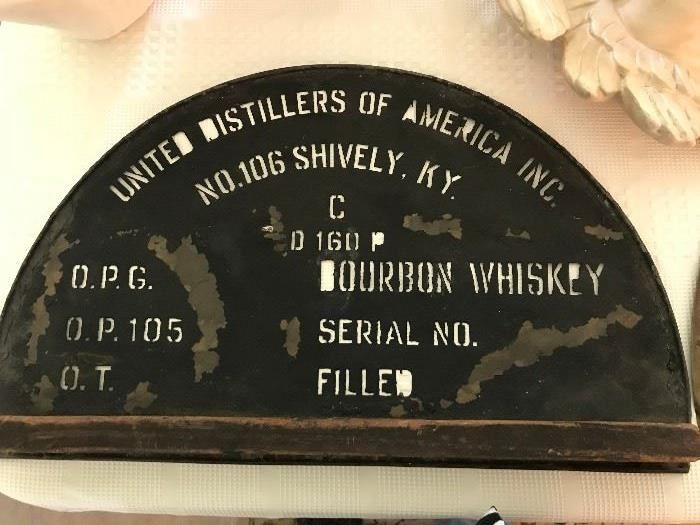 UNITED DISTILLERS OF AMERICA INC.
NO.106 SHIVELY, KY.
C
D 160 P
O.P.G. BOURBON WHISKEY
O.P.105 SERIAL NO.
O.T. FILLED